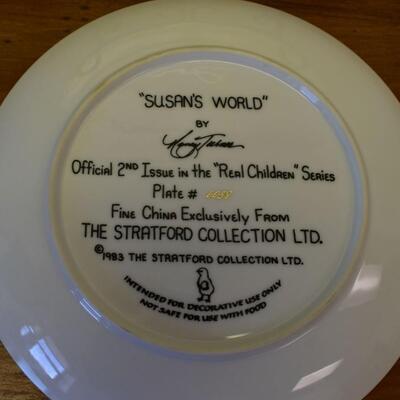 "SUSAN'S WORLD"
BY
OFFICIAL 2ND ISSUE IN THE "REAL CHILDREN" SERIES
PLATE #
FINE CHINA EXCLUSIVELY FROM
THE STRATFORD COLLECTION LTD.
©1983 THE STRATFORD COLLECTION LTD.
INTENDED FOR DECORATIVE USE ONLY
NOT SAFE FOR USE WITH FOOD